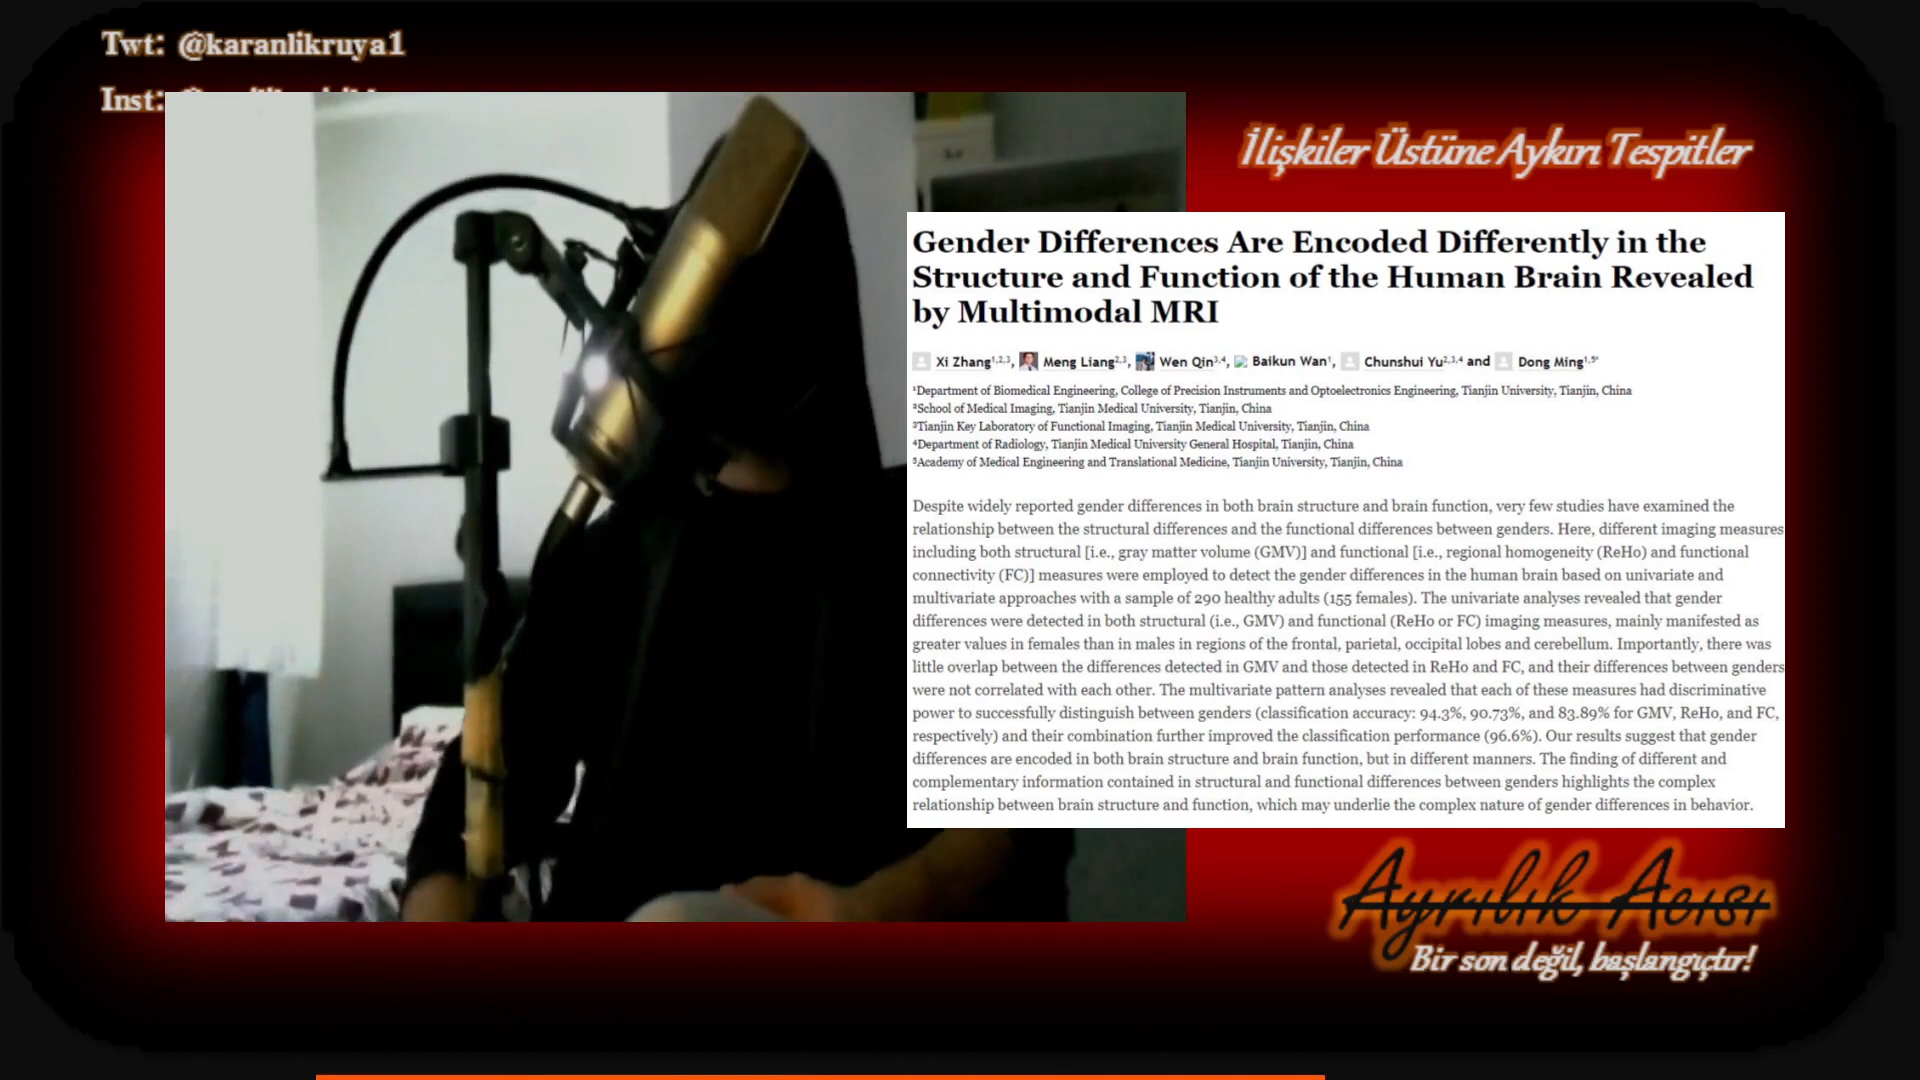 Twt: @karanlikruya1
Inst:
İlişkiler Üstüne Aykırı Tespitler
Gender Differences Are Encoded Differently in the
Structure and Function of the Human Brain Revealed
by Multimodal MRI
Xi Zhang1,2,3, Meng Liang2,3, Wen Qin3,4, Baikun Wan1, Chunshui Yu2,3,4 and Dong Ming1,5*
1Department of Biomedical Engineering, College of Precision Instruments and Optoelectronics Engineering, Tianjin University, Tianjin, China
2School of Medical Imaging, Tianjin Medical University, Tianjin, China
3Tianjin Key Laboratory of Functional Imaging, Tianjin Medical University, Tianjin, China
4Department of Radiology, Tianjin Medical University General Hospital, Tianjin, China
5Academy of Medical Engineering and Translational Medicine, Tianjin University, Tianjin, China
Despite widely reported gender differences in both brain structure and brain function, very few studies have examined the
relationship between the structural differences and the functional differences between genders. Here, different imaging measures
including both structural [i.e., gray matter volume (GMV)] and functional [i.e., regional homogeneity (ReHo) and functional
connectivity (FC)] measures were employed to detect the gender differences in the human brain based on univariate and
multivariate approaches with a sample of 290 healthy adults (155 females). The univariate analyses revealed that gender
differences were detected in both structural (i.e., GMV) and functional (ReHo or FC) imaging measures, mainly manifested as
greater values in females than in males in regions of the frontal, parietal, occipital lobes and cerebellum. Importantly, there was
little overlap between the differences detected in GMV and those detected in ReHo and FC, and their differences between genders
were not correlated with each other. The multivariate pattern analyses revealed that each of these measures had discriminative
power to successfully distinguish between genders (classification accuracy: 94.3%, 90.73%, and 83.89% for GMV, ReHo, and FC,
respectively) and their combination further improved the classification performance (96.6%). Our results suggest that gender
differences are encoded in both brain structure and brain function, but in different manners. The finding of different and
complementary information contained in structural and functional differences between genders highlights the complex
relationship between brain structure and function, which may underlie the complex nature of gender differences in behavior.
Ayrılık Acısı
Bir son değil, başlangıçtır!